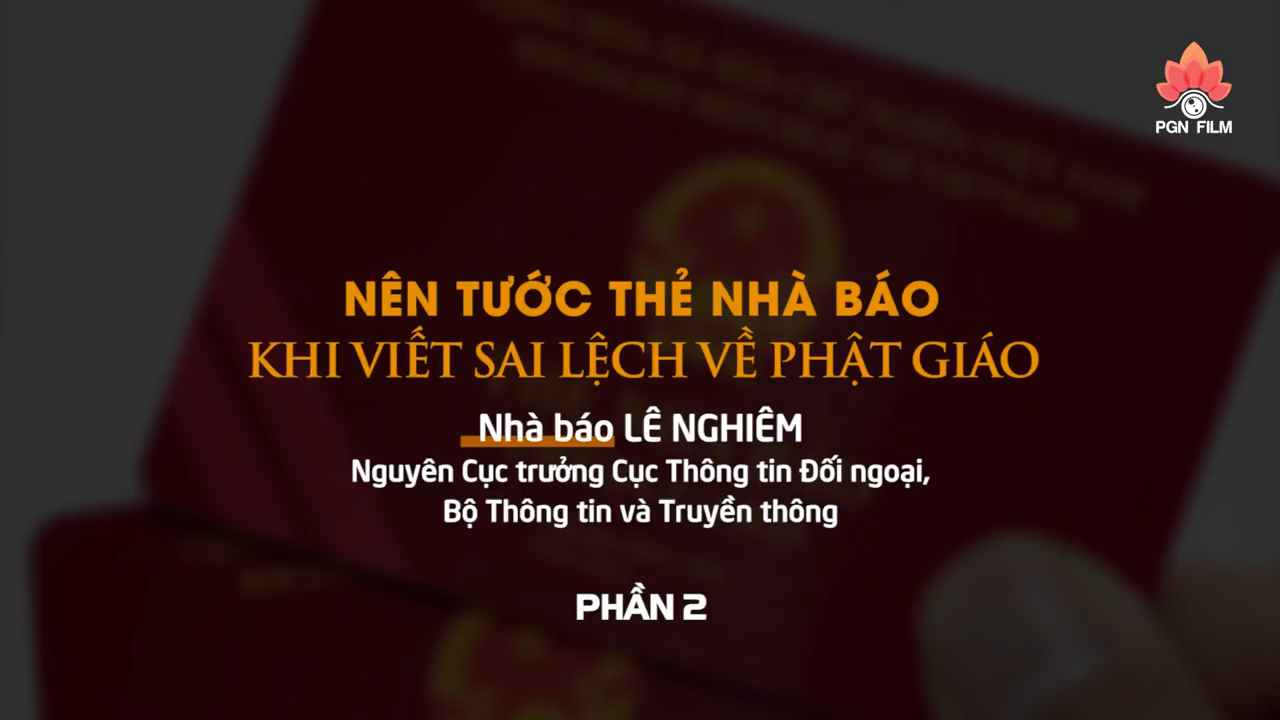 PGN FILM
NÊN TƯỚC THẺ NHÀ BÁO
KHI VIẾT SAI LỆCH VỀ PHẬT GIÁO
Nhà báo LÊ NGHIÊM
Nguyên Cục trưởng Cục Thông tin Đối ngoại,
Bộ Thông tin và Truyền thông
PHẦN 2